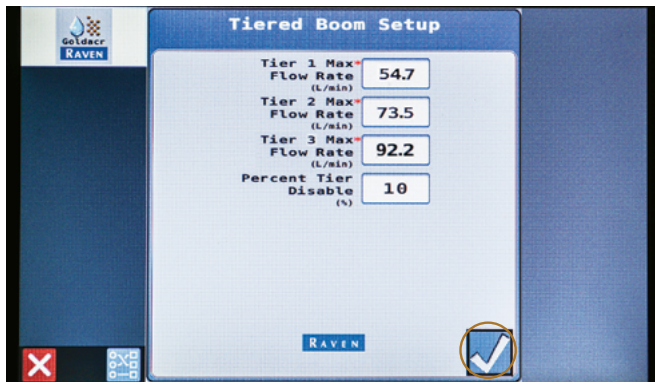 Goldacr
RAVEN
Tiered Boom Setup
Tier 1 Max*
Flow Rate
(L/min)
54.7
Tier 2 Max*
Flow Rate
(L/min)
73.5
Tier 3 Max*
Flow Rate
(L/min)
92.2
Percent Tier
Disable
(%)
10
RAVEN